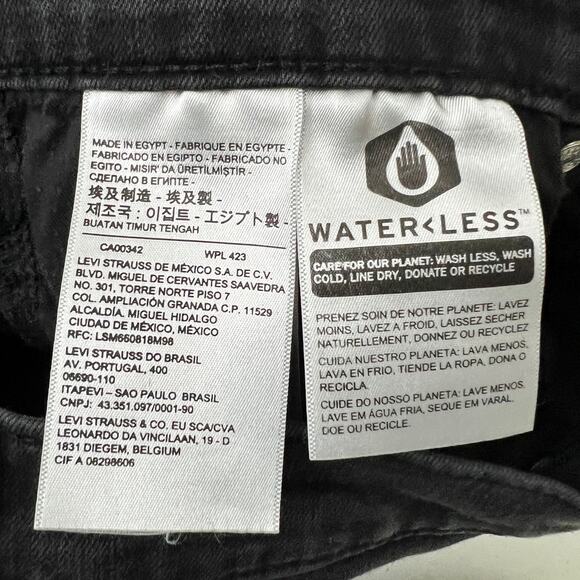 MADE IN EGYPT - FABRIQUE EN EGYPTE -
FABRICADO EN EGIPTO - FABRICADO NO
EGITO - MISIR' DA ÜRETİLMİŞTİR -
СДЕЛАНО В ЕГИПТЕ -
埃及制造 - 埃及製 -
제조국 : 이집트 - エジプト製 -
BUATAN TIMUR TENGAH
CA00342 WPL 423
LEVI STRAUSS DE MÉXICO S.A. DE C.V.
BLVD. MIGUEL DE CERVANTES SAAVEDRA
NO. 301, TORRE NORTE PISO 7
COL. AMPLIACIÓN GRANADA C.P. 11529
ALCALDÍA. MIGUEL HIDALGO
CIUDAD DE MÉXICO, MÉXICO
RFC: LSM660818M98
LEVI STRAUSS DO BRASIL
AV. PORTUGAL, 400
06690-110
ITAPEVI – SAO PAULO BRASIL
CNPJ: 43.351.097/0001-90
LEVI STRAUSS & CO. EU SCA/CVA
LEONARDO DA VINCILAAN, 19 - D
1831 DIEGEM, BELGIUM
CIF A 08298606
WATER<LESS™
CARE FOR OUR PLANET: WASH LESS, WASH
COLD, LINE DRY, DONATE OR RECYCLE
PRENEZ SOIN DE NOTRE PLANETE: LAVEZ
MOINS, LAVEZ A FROID, LAISSEZ SECHER
NATURELLEMENT, DONNEZ OU RECYCLEZ
CUIDA NUESTRO PLANETA: LAVA MENOS,
LAVA EN FRIO, TIENDE LA ROPA, DONA O
RECICLA.
CUIDE DO NOSSO PLANETA: LAVE MENOS.
LAVE EM ÁGUA FRIA, SEQUE EM VARAL,
DOE OU RECICLE.